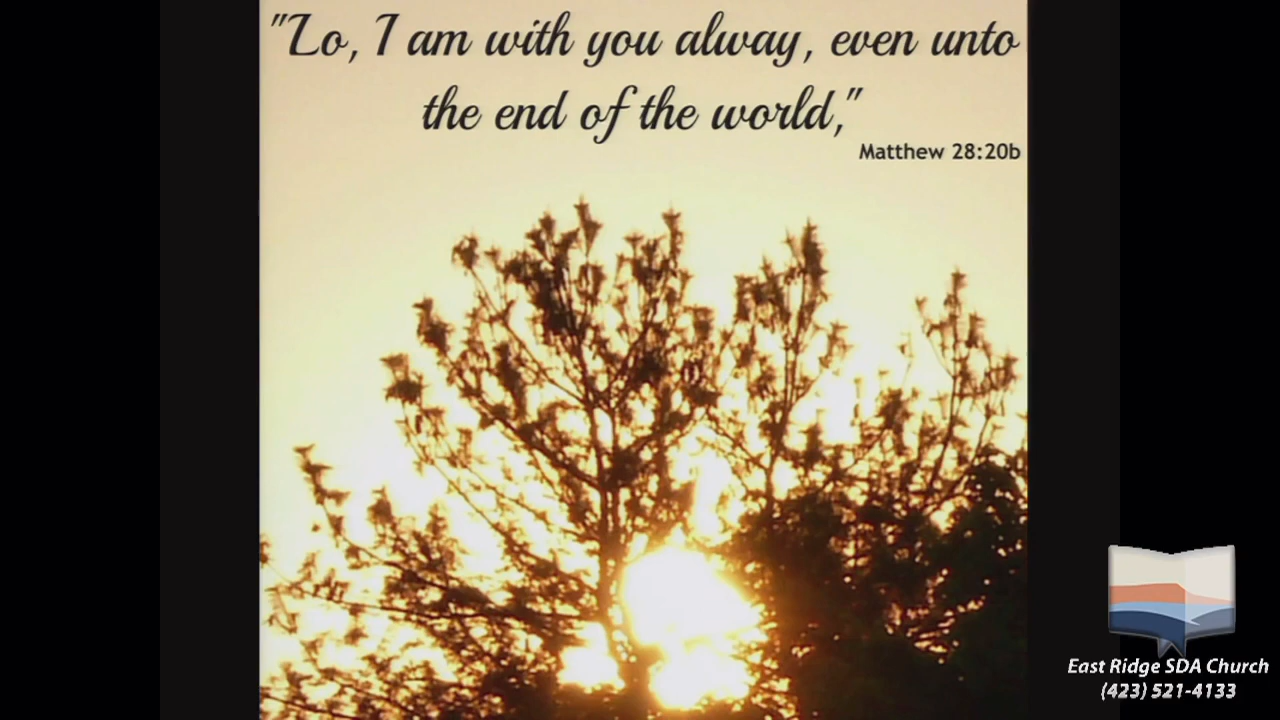 "Lo, I am with you alway, even unto
the end of the world,"
Matthew 28:20b
East Ridge SDA Church
(423) 521-4133